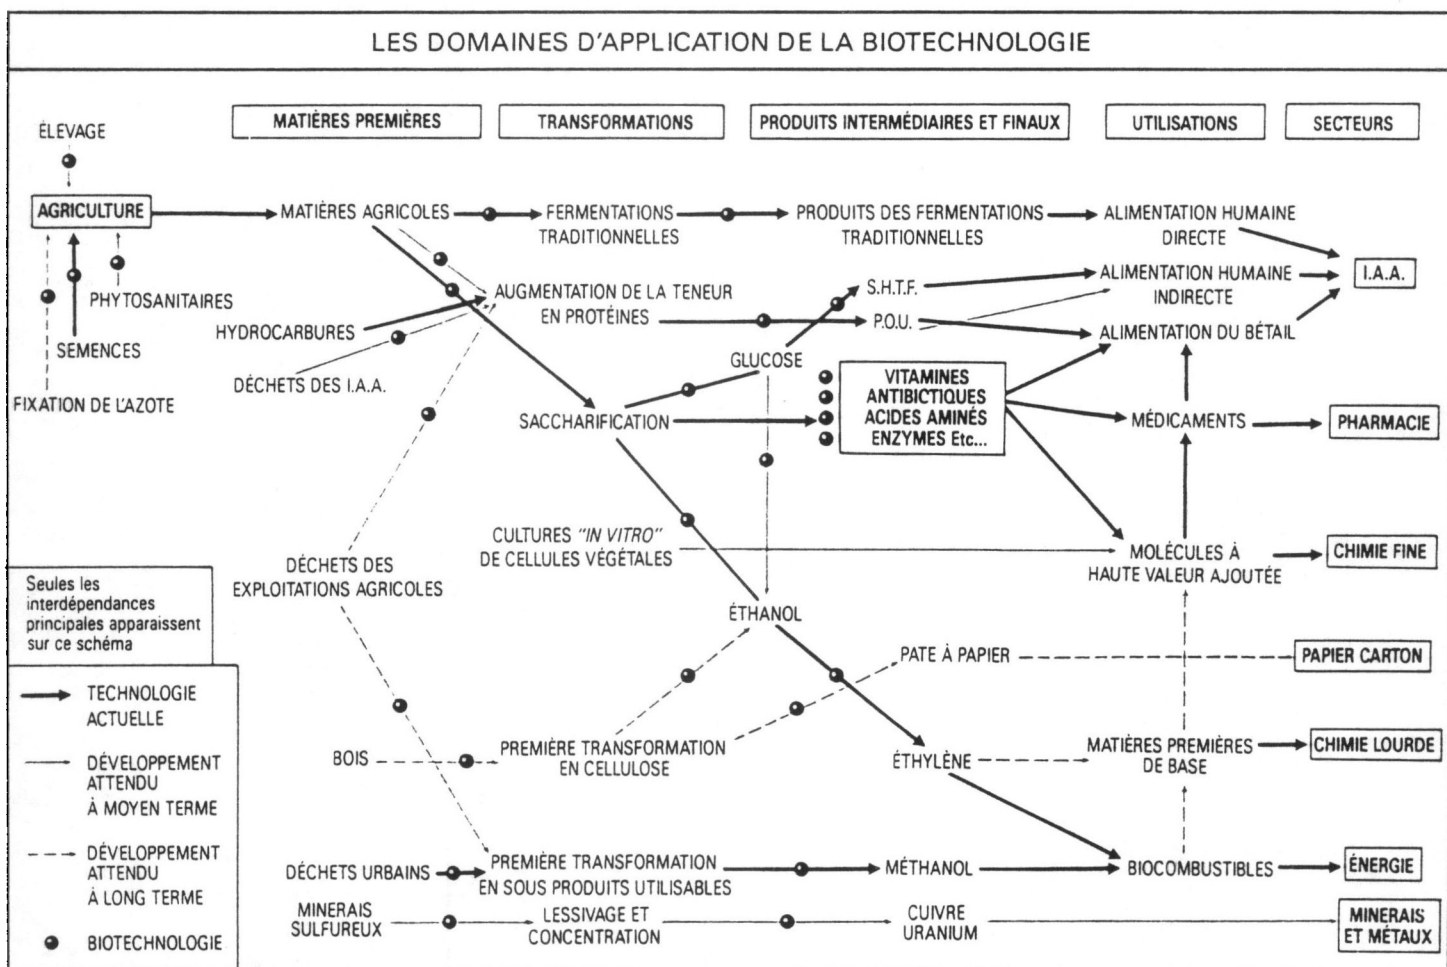 LES DOMAINES D'APPLICATION DE LA BIOTECHNOLOGIE
MATIÈRES PREMIÈRES
TRANSFORMATIONS
PRODUITS INTERMÉDIAIRES ET FINAUX
UTILISATIONS
SECTEURS
ÉLEVAGE
AGRICULTURE
PHYTOSANITAIRES
SEMENCES
FIXATION DE L'AZOTE
MATIÈRES AGRICOLES
FERMENTATIONS
TRADITIONNELLES
PRODUITS DES FERMENTATIONS
TRADITIONNELLES
ALIMENTATION HUMAINE
DIRECTE
I.A.A.
HYDROCARBURES
DÉCHETS DES I.A.A.
AUGMENTATION DE LA TENEUR
EN PROTÉINES
S.H.T.F.
P.O.U.
ALIMENTATION HUMAINE
INDIRECTE
ALIMENTATION DU BÉTAIL
GLUCOSE
SACCHARIFICATION
VITAMINES
ANTIBICTIQUES
ACIDES AMINÉS
ENZYMES Etc...
MÉDICAMENTS
PHARMACIE
CULTURES "IN VITRO"
DE CELLULES VÉGÉTALES
MOLÉCULES À
HAUTE VALEUR AJOUTÉE
CHIMIE FINE
DÉCHETS DES
EXPLOITATIONS AGRICOLES
ÉTHANOL
PATE À PAPIER
PAPIER CARTON
BOIS
PREMIÈRE TRANSFORMATION
EN CELLULOSE
ÉTHYLÈNE
MATIÈRES PREMIÈRES
DE BASE
CHIMIE LOURDE
DÉCHETS URBAINS
PREMIÈRE TRANSFORMATION
EN SOUS PRODUITS UTILISABLES
MÉTHANOL
BIOCOMBUSTIBLES
ÉNERGIE
MINERAIS
SULFUREUX
LESSIVAGE ET
CONCENTRATION
CUIVRE
URANIUM
MINERAIS
ET MÉTAUX
Seules les
interdépendances
principales apparaissent
sur ce schéma
TECHNOLOGIE
ACTUELLE
DÉVELOPPEMENT
ATTENDU
À MOYEN TERME
DÉVELOPPEMENT
ATTENDU
À LONG TERME
BIOTECHNOLOGIE